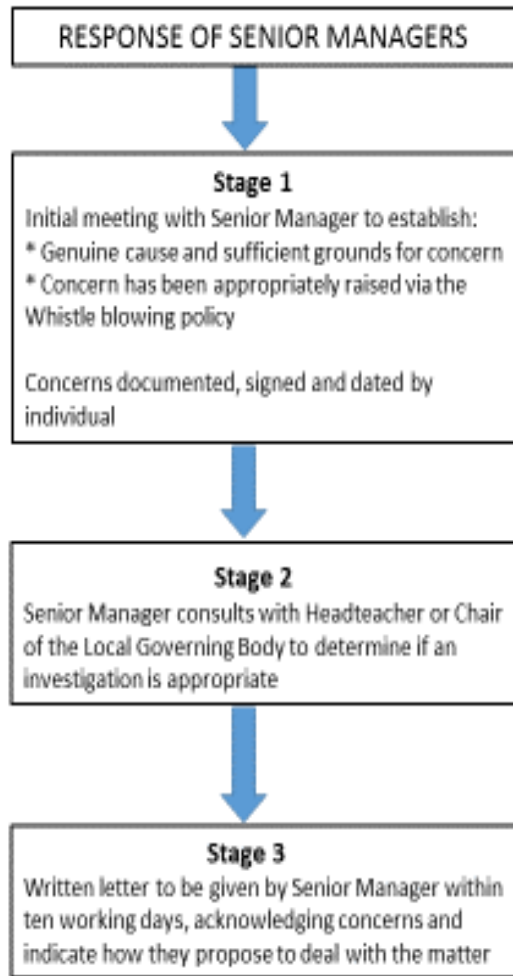 RESPONSE OF SENIOR MANAGERS
Stage 1
Initial meeting with Senior Manager to establish:
* Genuine cause and sufficient grounds for concern
* Concern has been appropriately raised via the
Whistle blowing policy
Concerns documented, signed and dated by
individual
Stage 2
Senior Manager consults with Headteacher or Chair
of the Local Governing Body to determine if an
investigation is appropriate
Stage 3
Written letter to be given by Senior Manager within
ten working days, acknowledging concerns and
indicate how they propose to deal with the matter